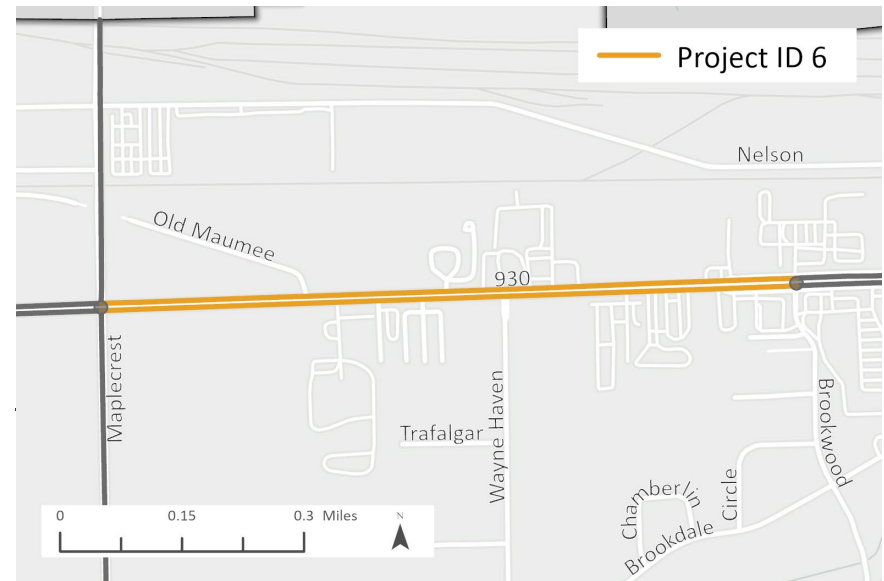 Project ID 6
Nelson
Old Maumee
930
Maplecrest
Wayne Haven
Trafalgar
Brookwood
Circle
Chamberlin
Brookdale
0 0.15 0.3 Miles
N